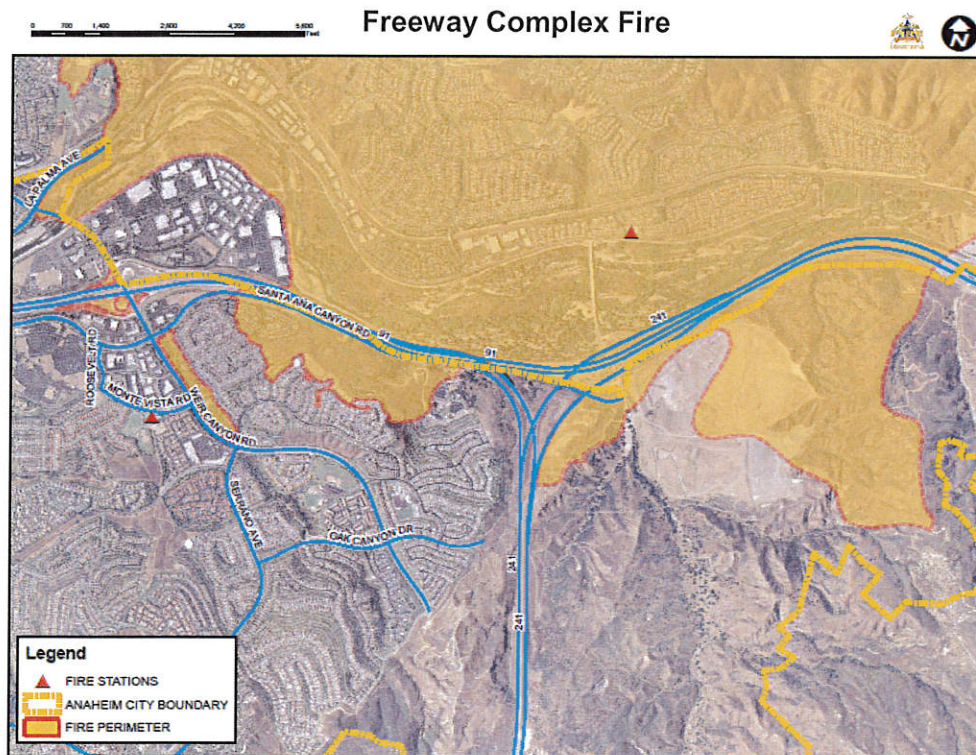 Freeway Complex Fire
0 700 1,400 2,800 4,200 5,600
Feet
N
LA PALMA AVE
SANTA ANA CANYON RD
91
91
241
ROOSEVELT RD
MONTE VISTA RD
WEIR CANYON RD
SERRANO AVE
OAK CANYON DR
241
241
Legend
FIRE STATIONS
ANAHEIM CITY BOUNDARY
FIRE PERIMETER